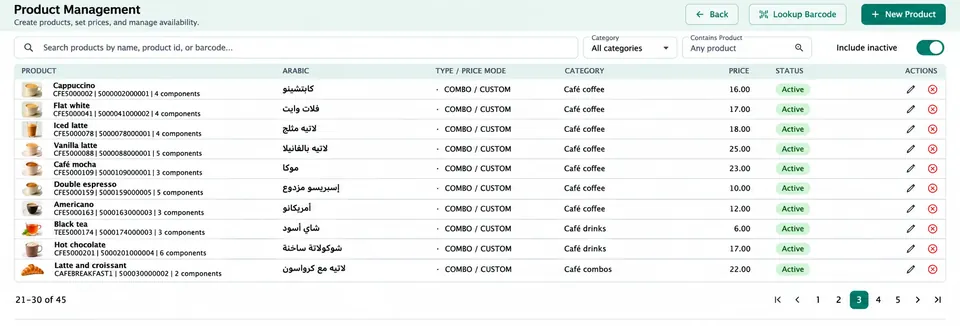 Product Management
Create products, set prices, and manage availability.
← Back
Lookup Barcode
+ New Product
Search products by name, product id, or barcode...
Category
All categories
Contains Product
Any product
Include inactive
PRODUCT ARABIC TYPE / PRICE MODE CATEGORY PRICE STATUS ACTIONS
Cappuccino
CFE5000002 | 5000002000001 | 4 components
كابتشينو
· COMBO / CUSTOM
Café coffee
16.00
Active
Flat white
CFE5000041 | 5000041000002 | 4 components
فلات وايت
· COMBO / CUSTOM
Café coffee
17.00
Active
Iced latte
CFE5000078 | 5000078000001 | 4 components
لاتيه مثلج
· COMBO / CUSTOM
Café coffee
18.00
Active
Vanilla latte
CFE5000088 | 5000088000001 | 5 components
لاتيه بالفانيلا
· COMBO / CUSTOM
Café coffee
25.00
Active
Café mocha
CFE5000109 | 5000109000001 | 3 components
موكا
· COMBO / CUSTOM
Café coffee
23.00
Active
Double espresso
CFE5000159 | 5000159000005 | 5 components
إسبريسو مزدوج
· COMBO / CUSTOM
Café coffee
10.00
Active
Americano
CFE5000163 | 5000163000003 | 3 components
أمريكانو
· COMBO / CUSTOM
Café coffee
12.00
Active
Black tea
TEE5000174 | 5000174000003 | 3 components
شاي أسود
· COMBO / CUSTOM
Café drinks
6.00
Active
Hot chocolate
CFE5000201 | 5000201000004 | 6 components
شوكولاتة ساخنة
· COMBO / CUSTOM
Café drinks
17.00
Active
Latte and croissant
CAFEBREAKFAST1 | 500030000002 | 2 components
لاتيه مع كرواسون
· COMBO / CUSTOM
Café combos
22.00
Active
21–30 of 45
1 2 3 4 5